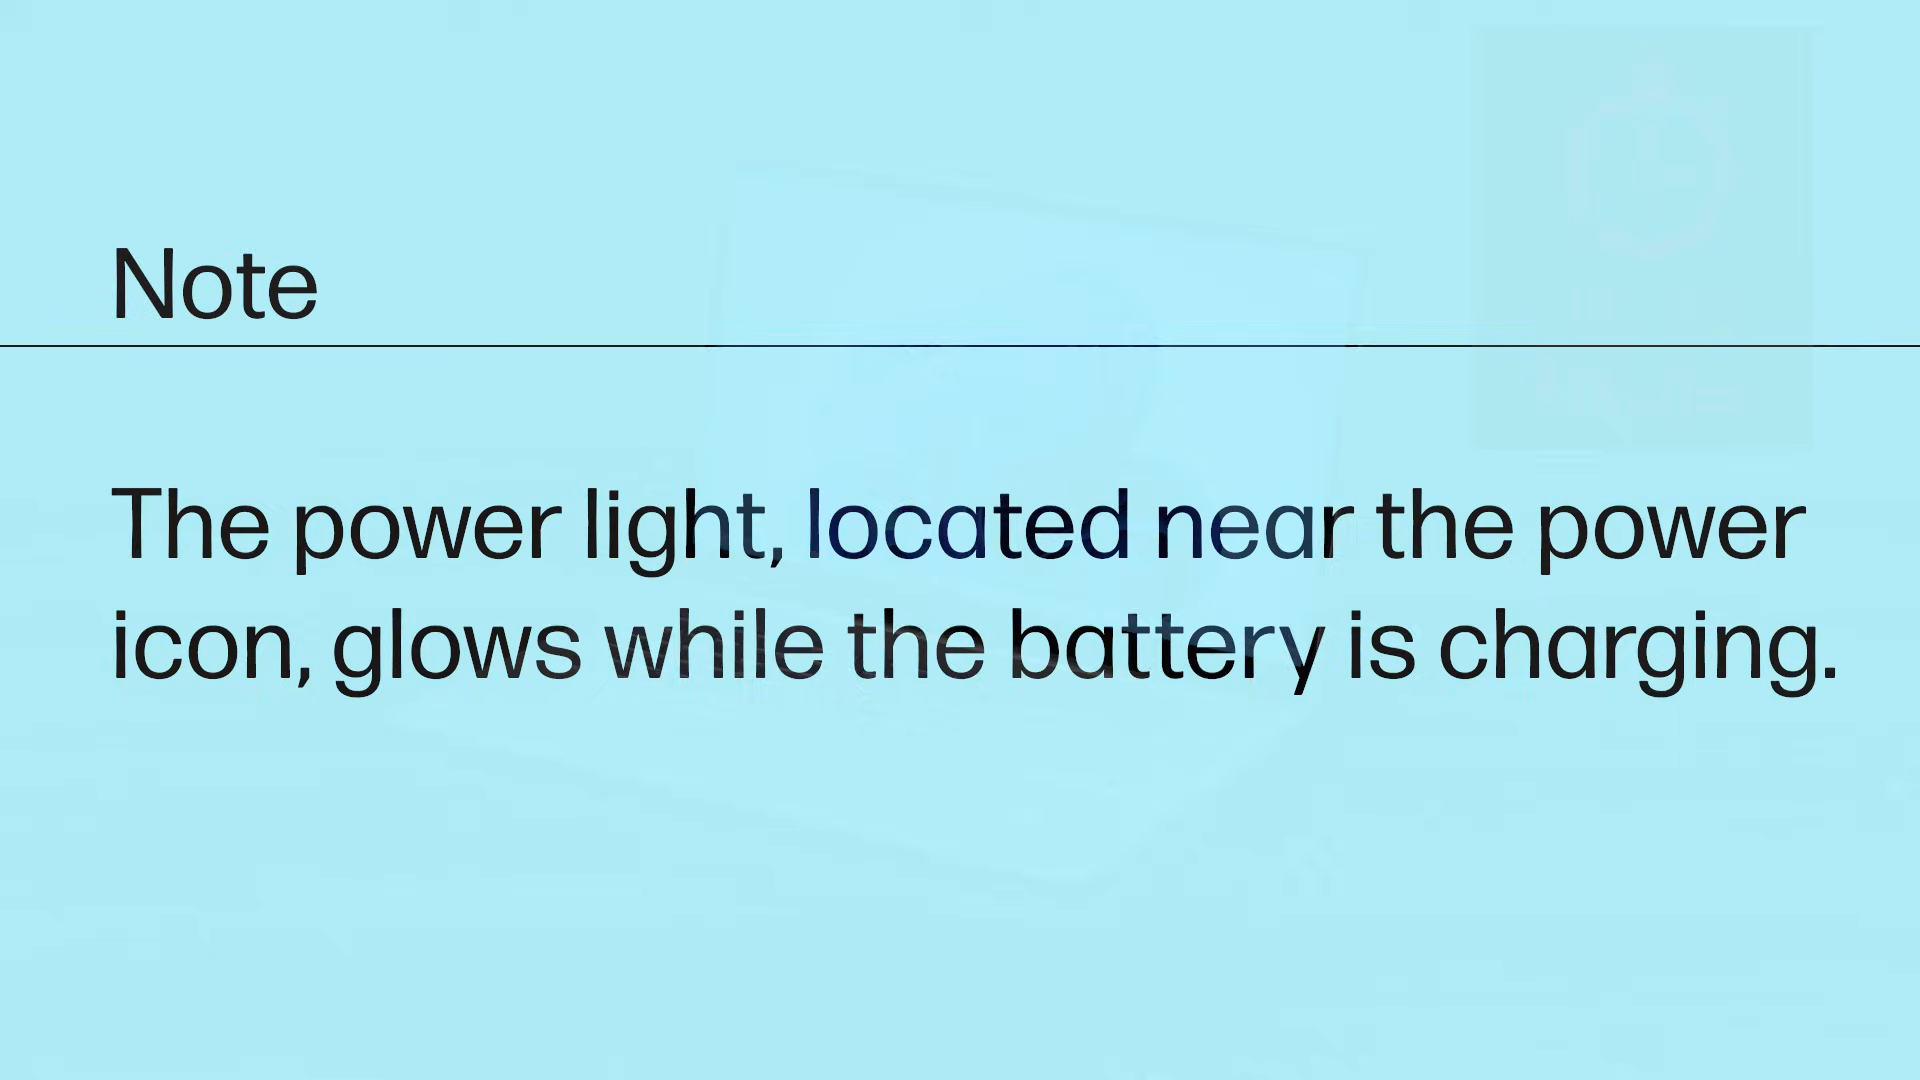 Note
The power light, located near the power
icon, glows while the battery is charging.